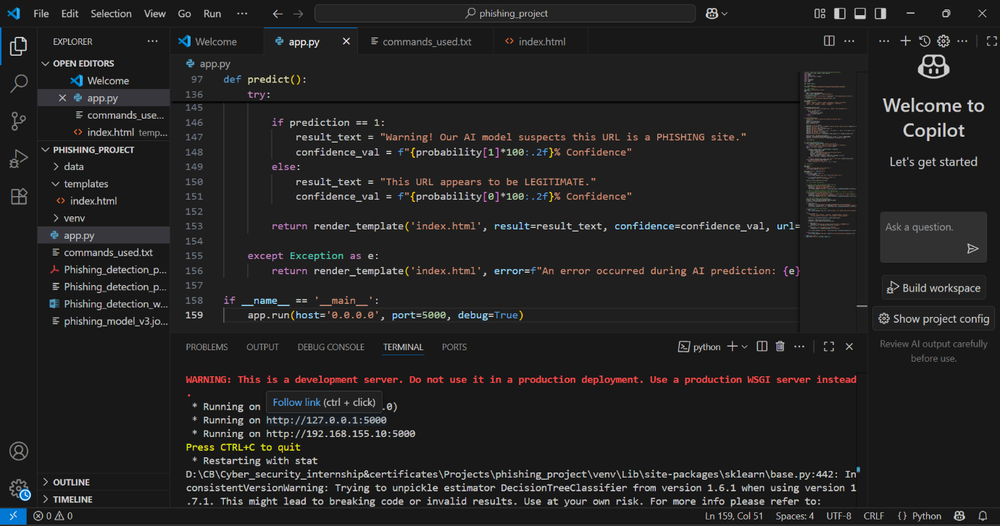 File Edit Selection View Go Run ··· phishing_project
EXPLORER ···
OPEN EDITORS
Welcome
app.py
commands_use...
index.html temp...
PHISHING_PROJECT
data
templates
index.html
venv
app.py
commands_used.txt
Phishing_detection_p...
Phishing_detection_p...
Phishing_detection_w...
phishing_model_v3.jo...
OUTLINE
TIMELINE
Welcome app.py commands_used.txt index.html
app.py
97 def predict():
136 try:
145
146 if prediction == 1:
147 result_text = "Warning! Our AI model suspects this URL is a PHISHING site."
148 confidence_val = f"{probability[1]*100:.2f}% Confidence"
149 else:
150 result_text = "This URL appears to be LEGITIMATE."
151 confidence_val = f"{probability[0]*100:.2f}% Confidence"
152
153 return render_template('index.html', result=result_text, confidence=confidence_val, url=
154
155 except Exception as e:
156 return render_template('index.html', error=f"An error occurred during AI prediction: {e}
157
158 if __name__ == '__main__':
159 app.run(host='0.0.0.0', port=5000, debug=True)
PROBLEMS OUTPUT DEBUG CONSOLE TERMINAL PORTS python
WARNING: This is a development server. Do not use it in a production deployment. Use a production WSGI server instead
.
* Running on .0)
Follow link (ctrl + click)
* Running on http://127.0.0.1:5000
* Running on http://192.168.155.10:5000
Press CTRL+C to quit
* Restarting with stat
D:\CB\Cyber_security_internship&certificates\Projects\phishing_project\venv\Lib\site-packages\sklearn\base.py:442: In
consistentVersionWarning: Trying to unpickle estimator DecisionTreeClassifier from version 1.6.1 when using version 1
.7.1. This might lead to breaking code or invalid results. Use at your own risk. For more info please refer to:
Welcome to
Copilot
Let's get started
Ask a question.
Build workspace
Show project config
Review AI output carefully
before use.
0 0 Ln 159, Col 51 Spaces: 4 UTF-8 CRLF {} Python